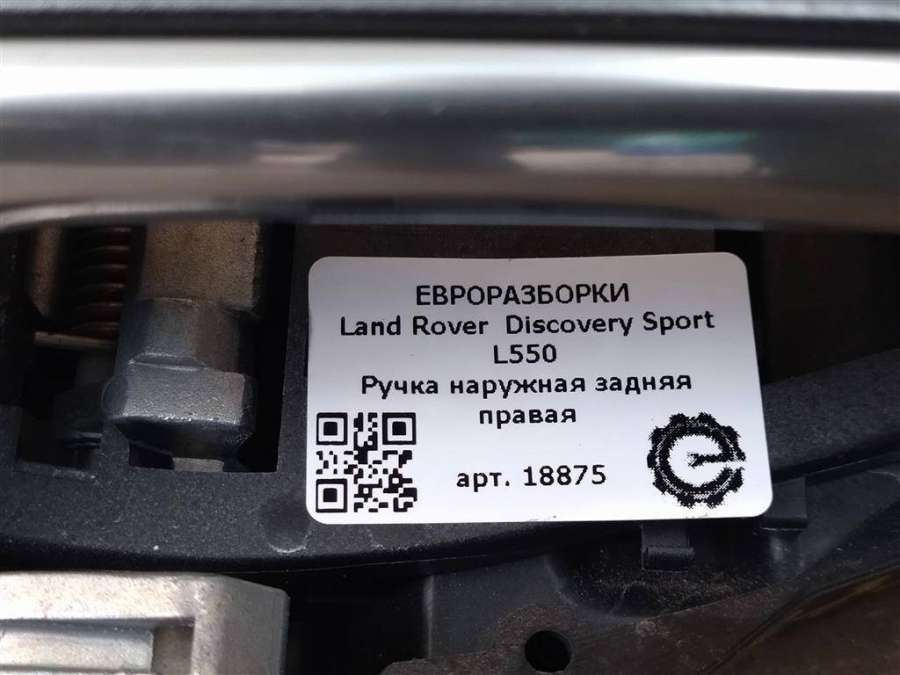 ЕВРОРАЗБОРКИ
Land Rover Discovery Sport
L550
Ручка наружная задняя
правая
арт. 18875